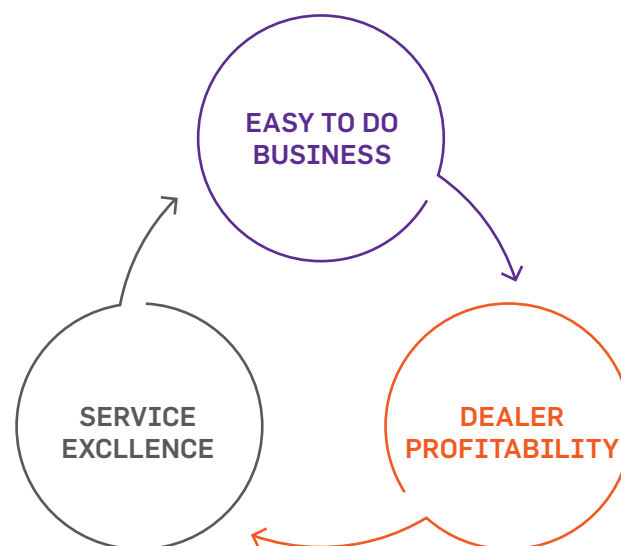 EASY TO DO
BUSINESS
SERVICE
EXCLLENCE
DEALER
PROFITABILITY